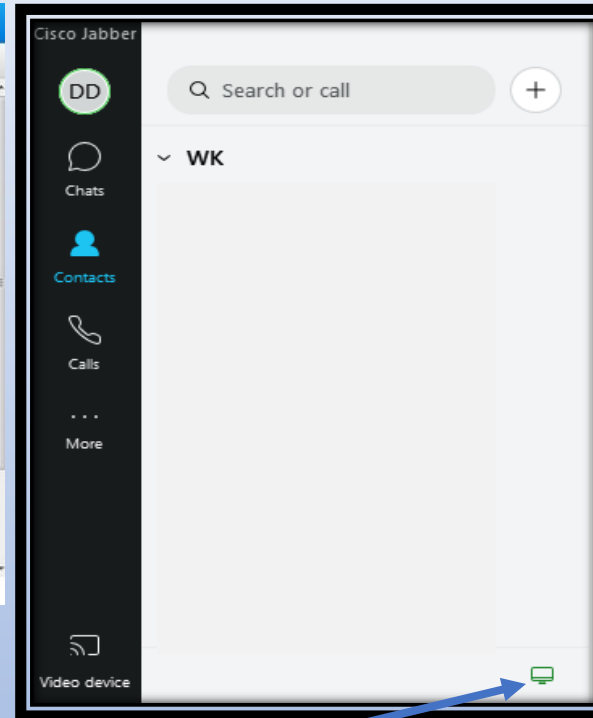 Cisco Jabber
DD
Search or call
WK
Chats
Contacts
Calls
More
Video device